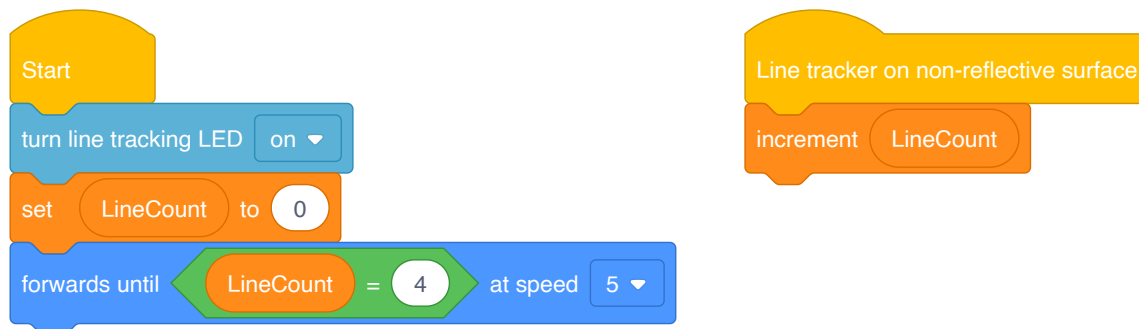 Start
turn line tracking LED on
set LineCount to 0
forwards until LineCount = 4 at speed 5
Line tracker on non-reflective surface
increment LineCount